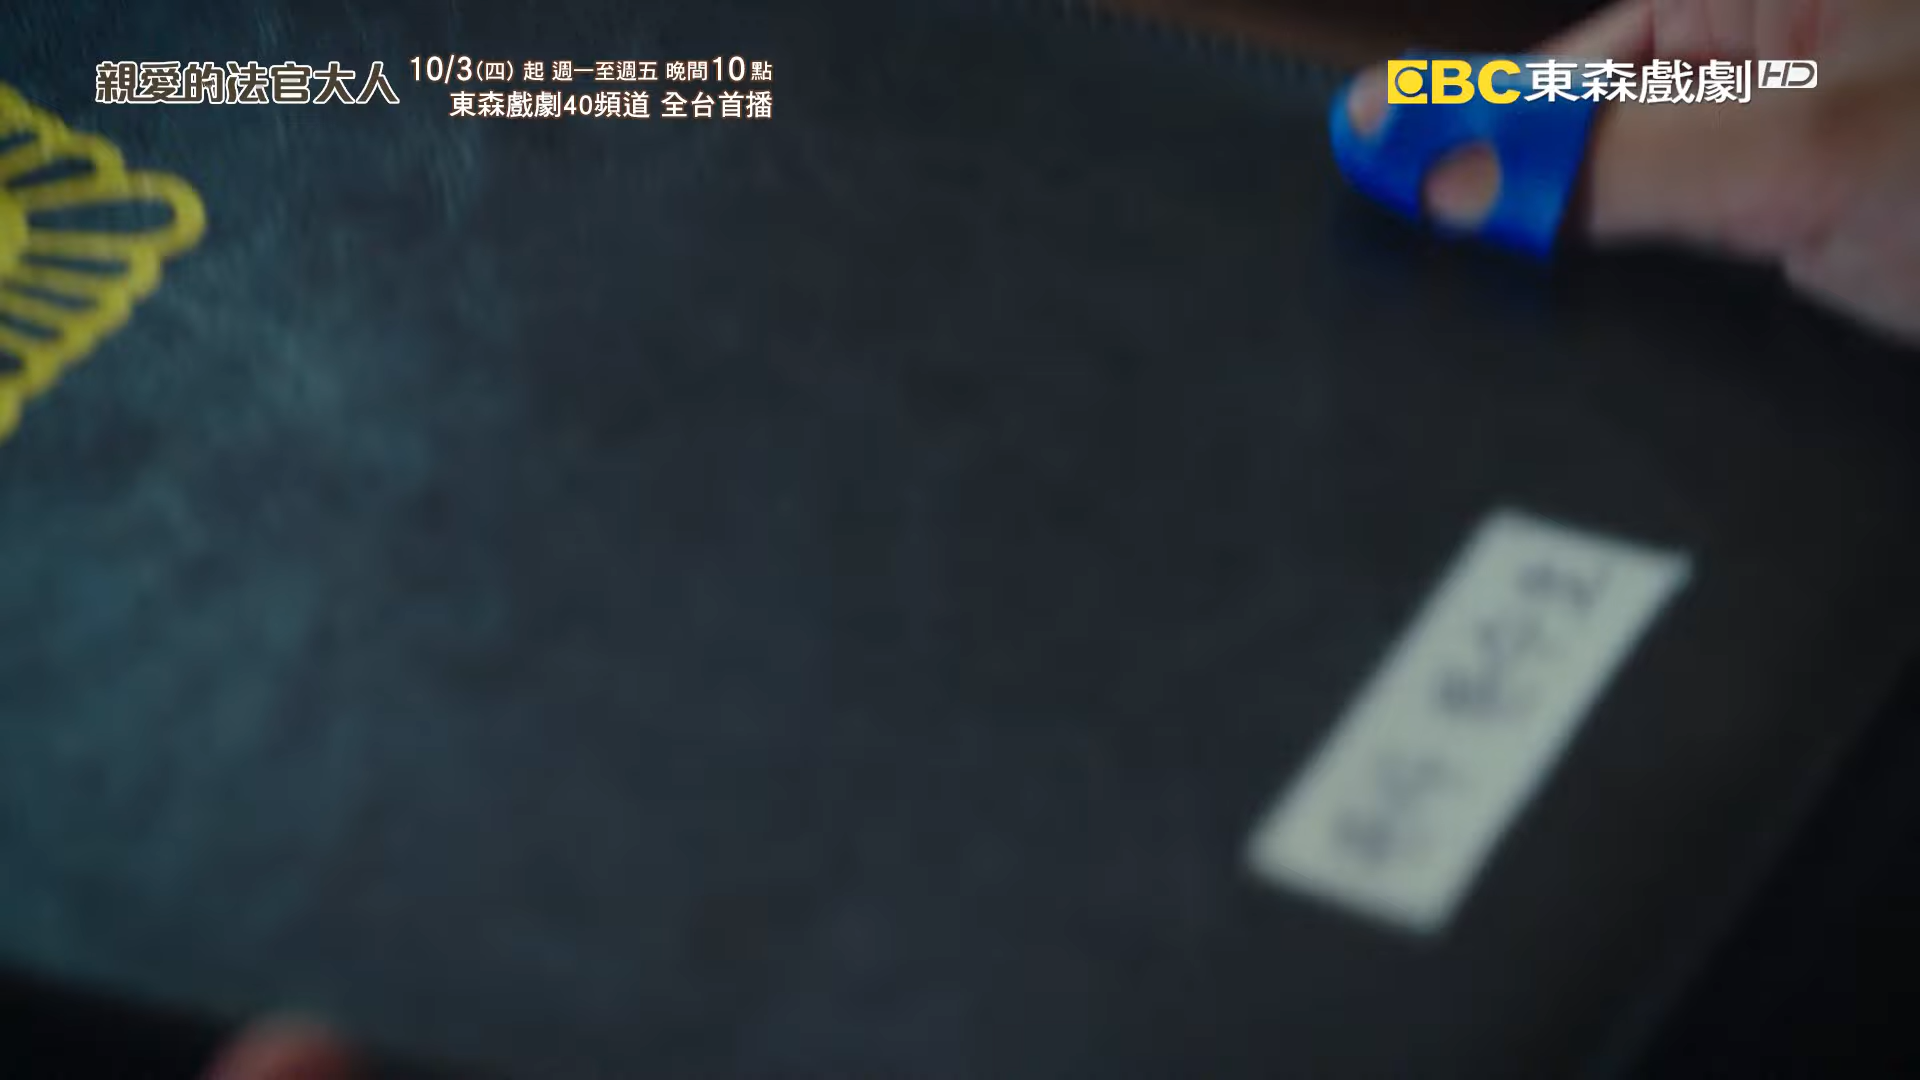 親愛的法官大人
10/3(四) 起 週一至週五 晚間10點
東森戲劇40頻道 全台首播
EBC東森戲劇HD